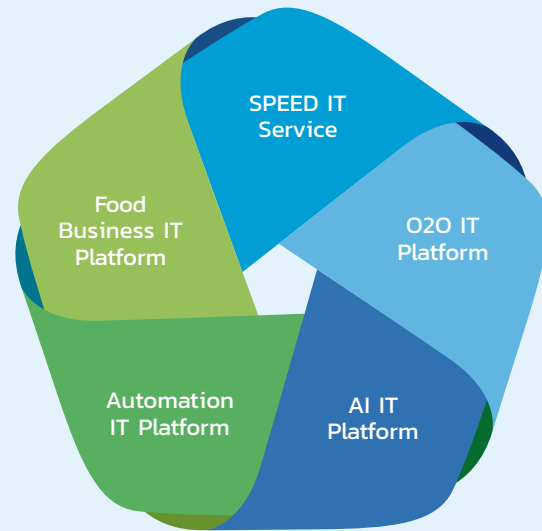 SPEED IT
Service
O2O IT
Platform
AI IT
Platform
Automation
IT Platform
Food
Business IT
Platform